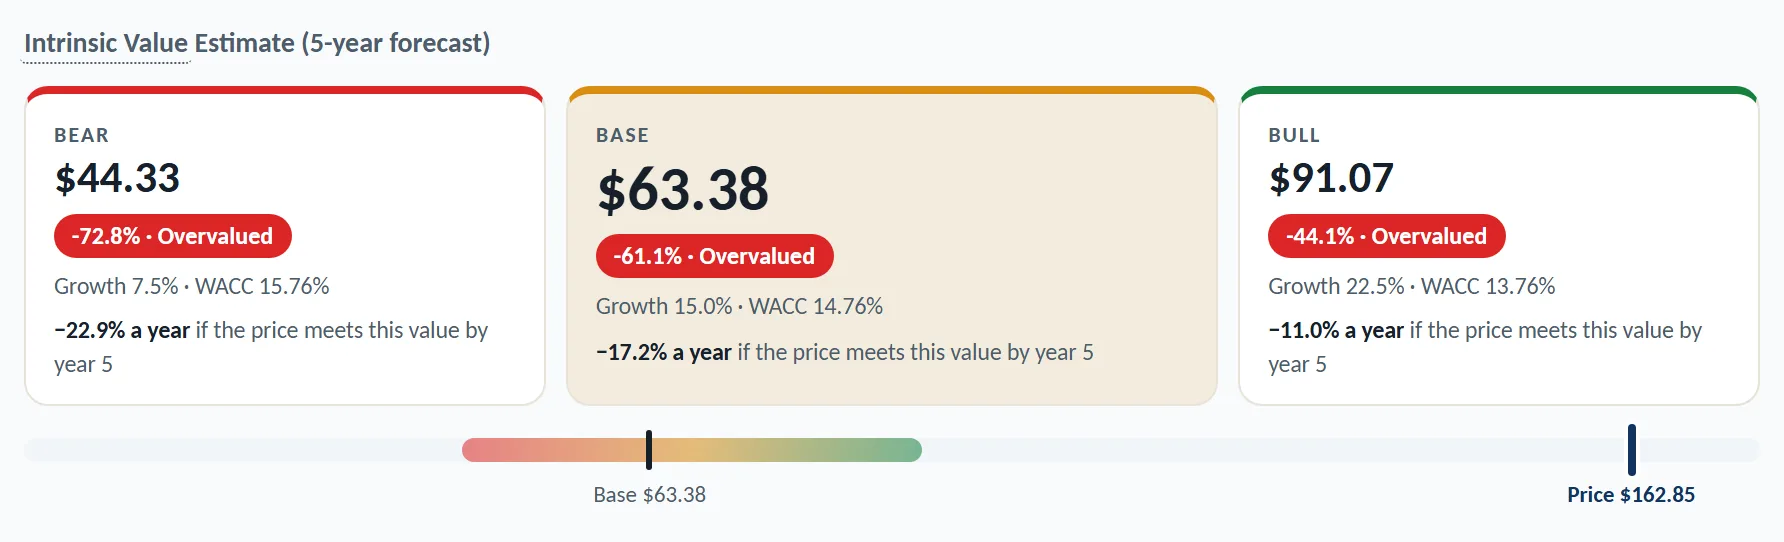 Intrinsic Value Estimate (5-year forecast)
BEAR
$44.33
-72.8% · Overvalued
Growth 7.5% · WACC 15.76%
−22.9% a year if the price meets this value by
year 5
BASE
$63.38
-61.1% · Overvalued
Growth 15.0% · WACC 14.76%
−17.2% a year if the price meets this value by year 5
BULL
$91.07
-44.1% · Overvalued
Growth 22.5% · WACC 13.76%
−11.0% a year if the price meets this value by
year 5
Base $63.38
Price $162.85